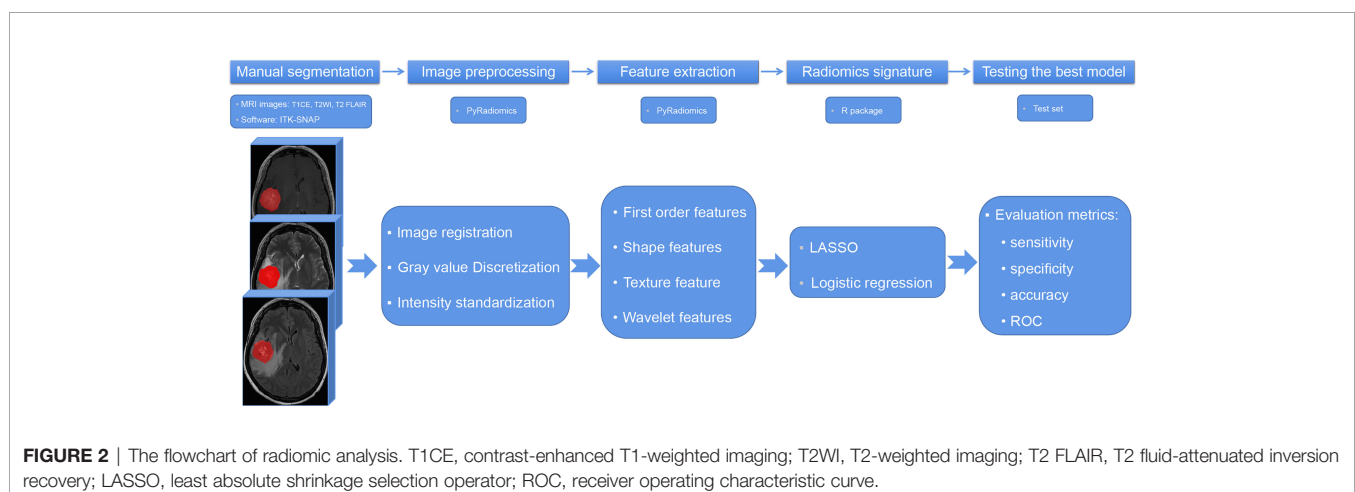 Manual segmentation
Image preprocessing
Feature extraction
Radiomics signature
Testing the best model
• MRI images: T1CE, T2WI, T2 FLAIR
• Software: ITK-SNAP
• PyRadiomics
• PyRadiomics
• R package
• Test set
▪ Image registration
▪ Gray value Discretization
▪ Intensity standardization
• First order features
• Shape features
• Texture feature
• Wavelet features
▪ LASSO
▪ Logistic regression
▪ Evaluation metrics:
• sensitivity
• specificity
• accuracy
• ROC
FIGURE 2 | The flowchart of radiomic analysis. T1CE, contrast-enhanced T1-weighted imaging; T2WI, T2-weighted imaging; T2 FLAIR, T2 fluid-attenuated inversion
recovery; LASSO, least absolute shrinkage selection operator; ROC, receiver operating characteristic curve.